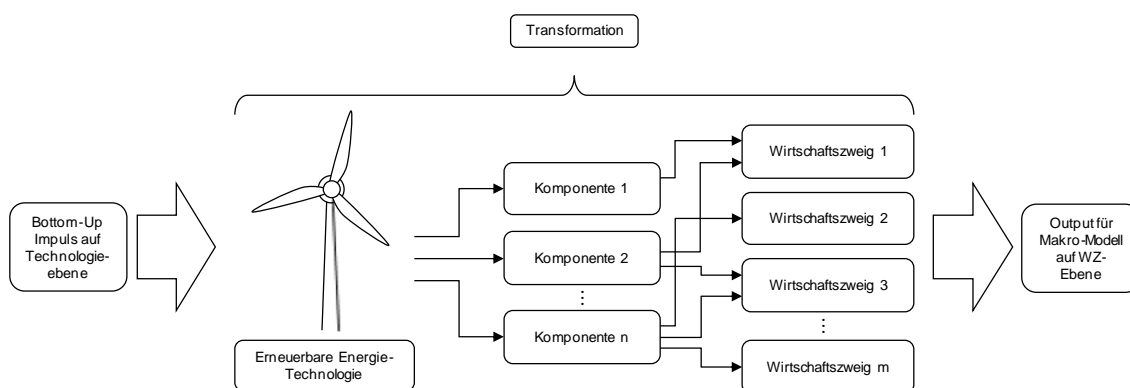 Transformation
Bottom-Up
Impuls auf
Technologie-
ebene
Erneuerbare Energie-
Technologie
Komponente 1
Komponente 2
⋮
Komponente n
Wirtschaftszweig 1
Wirtschaftszweig 2
Wirtschaftszweig 3
⋮
Wirtschaftszweig m
Output für
Makro-Modell
auf WZ-
Ebene